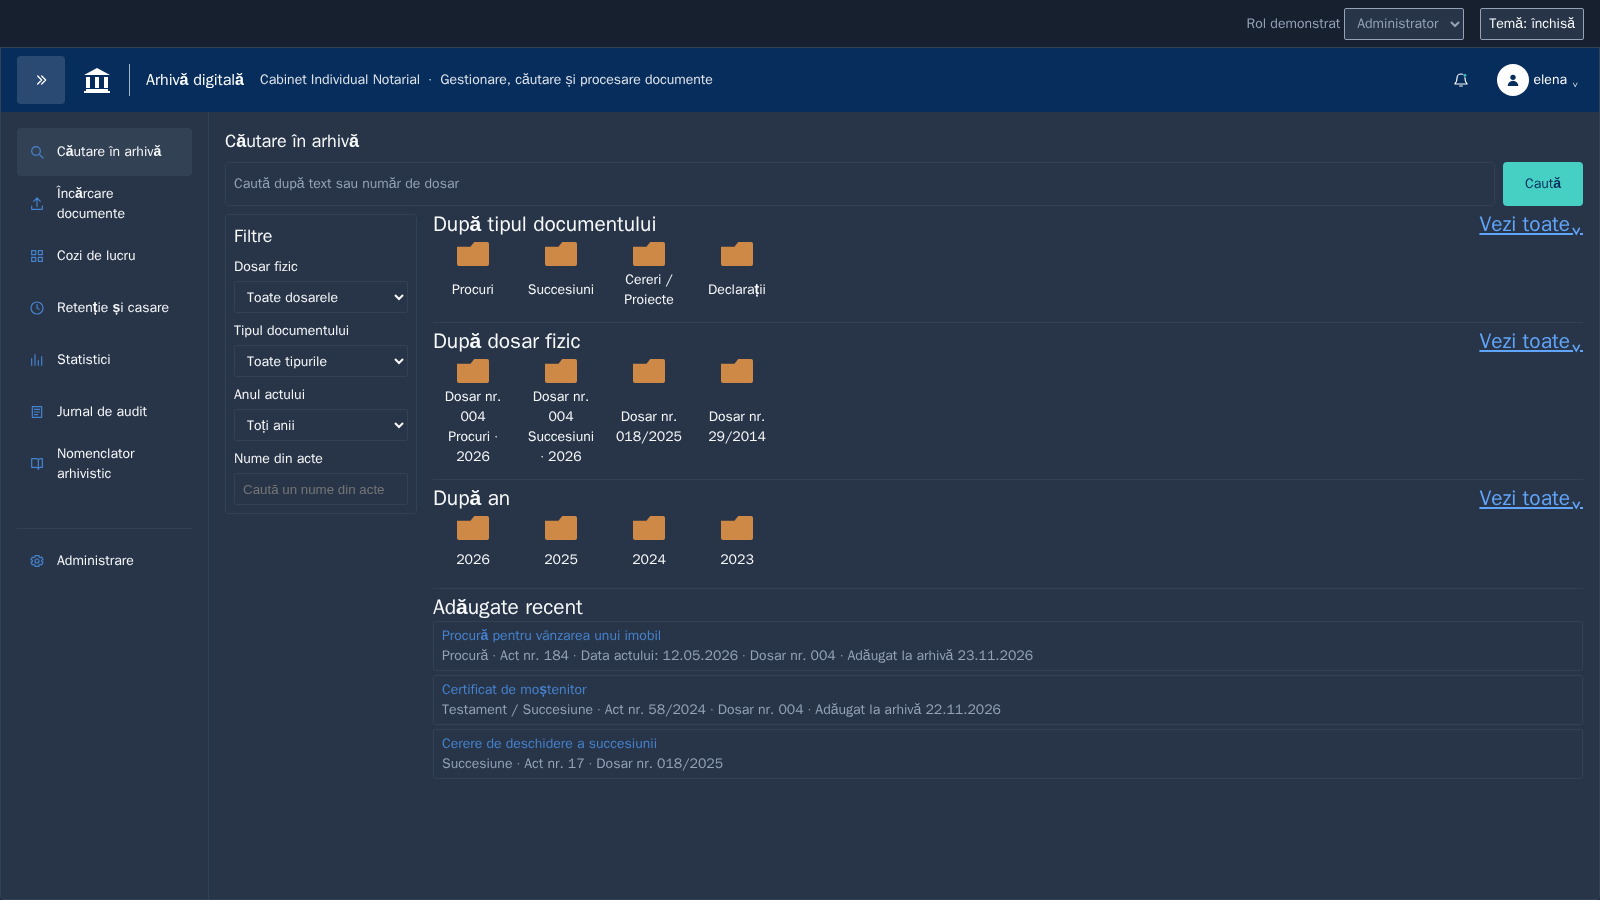 Rol demonstrat Administrator Temă: închisă
Arhivă digitală Cabinet Individual Notarial · Gestionare, căutare și procesare documente elena
Căutare în arhivă
Încărcare
documente
Cozi de lucru
Retenție și casare
Statistici
Jurnal de audit
Nomenclator
arhivistic
Administrare
Căutare în arhivă
Caută după text sau număr de dosar Caută
Filtre
Dosar fizic
Toate dosarele
Tipul documentului
Toate tipurile
Anul actului
Toți anii
Nume din acte
Caută un nume din acte
După tipul documentului Vezi toate
Procuri
Succesiuni
Cereri /
Proiecte
Declarații
După dosar fizic Vezi toate
Dosar nr.
004
Procuri ·
2026
Dosar nr.
004
Succesiuni
· 2026
Dosar nr.
018/2025
Dosar nr.
29/2014
După an Vezi toate
2026 2025 2024 2023
Adăugate recent
Procură pentru vânzarea unui imobil
Procură · Act nr. 184 · Data actului: 12.05.2026 · Dosar nr. 004 · Adăugat la arhivă 23.11.2026
Certificat de moștenitor
Testament / Succesiune · Act nr. 58/2024 · Dosar nr. 004 · Adăugat la arhivă 22.11.2026
Cerere de deschidere a succesiunii
Succesiune · Act nr. 17 · Dosar nr. 018/2025